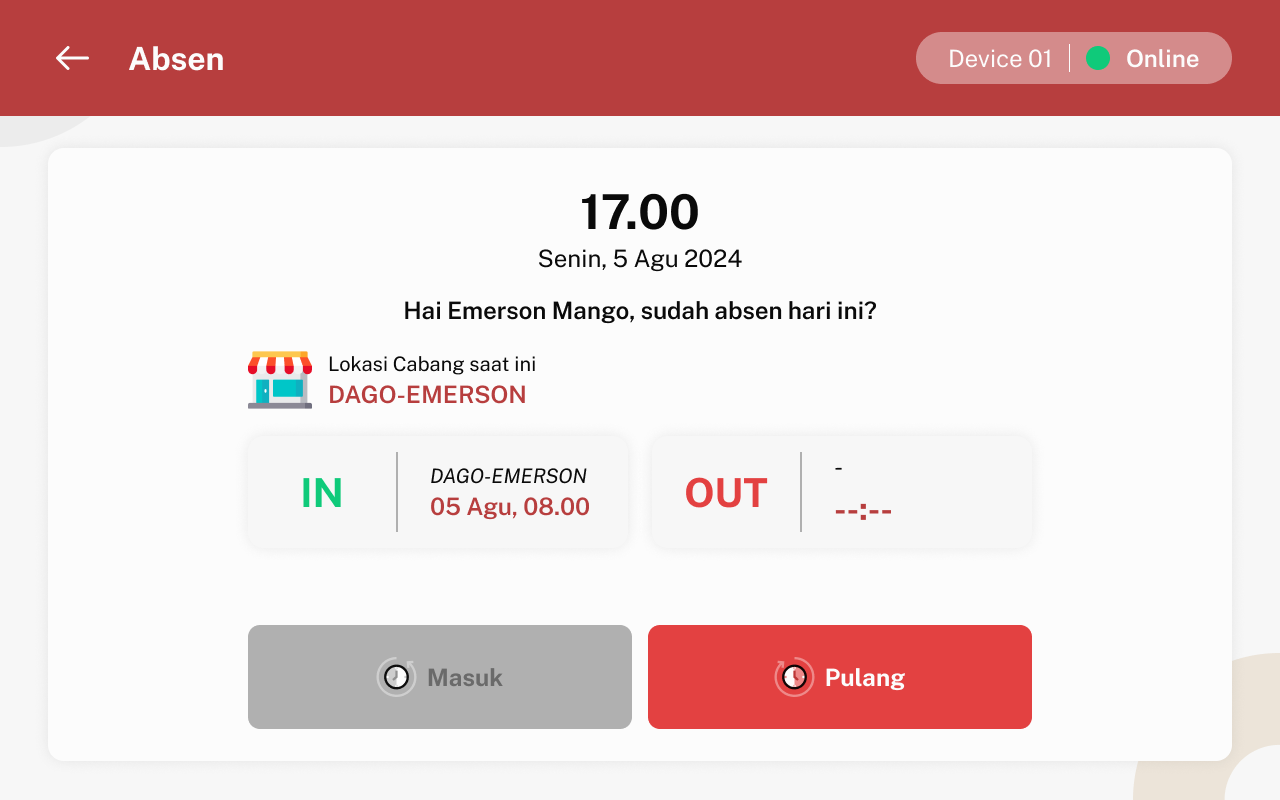 Absen
Device 01
Online
17.00
Senin, 5 Agu 2024
Hai Emerson Mango, sudah absen hari ini?
Lokasi Cabang saat ini
DAGO-EMERSON
IN
DAGO-EMERSON
05 Agu, 08.00
OUT
-
--:--
Masuk
Pulang